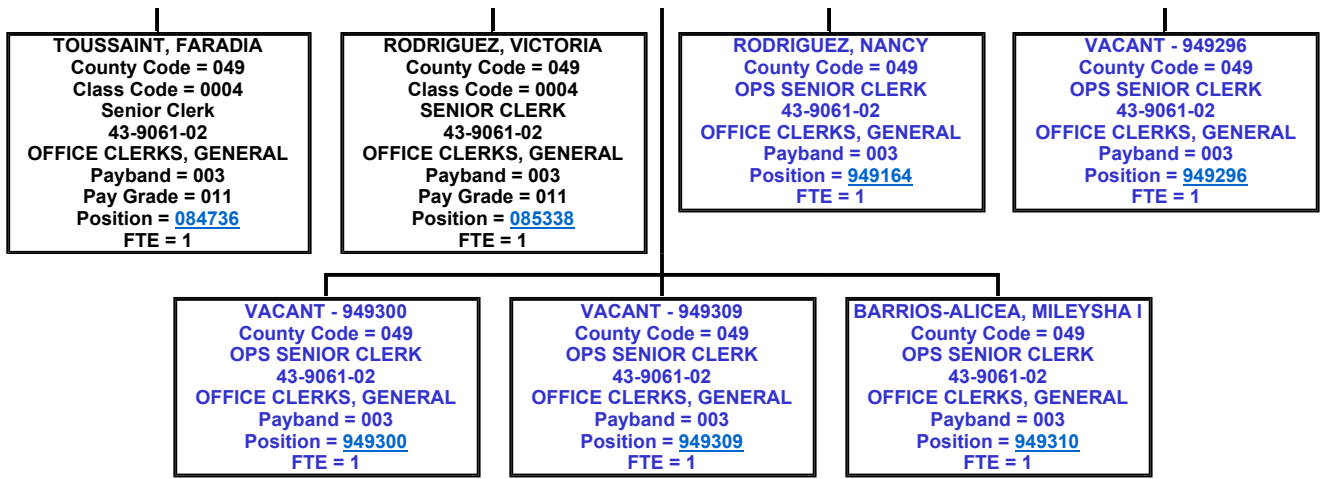 TOUSSAINT, FARADIA
County Code = 049
Class Code = 0004
Senior Clerk
43-9061-02
OFFICE CLERKS, GENERAL
Payband = 003
Pay Grade = 011
Position = 084736
FTE = 1
RODRIGUEZ, VICTORIA
County Code = 049
Class Code = 0004
SENIOR CLERK
43-9061-02
OFFICE CLERKS, GENERAL
Payband = 003
Pay Grade = 011
Position = 085338
FTE = 1
RODRIGUEZ, NANCY
County Code = 049
OPS SENIOR CLERK
43-9061-02
OFFICE CLERKS, GENERAL
Payband = 003
Position = 949164
FTE = 1
VACANT - 949296
County Code = 049
OPS SENIOR CLERK
43-9061-02
OFFICE CLERKS, GENERAL
Payband = 003
Position = 949296
FTE = 1
VACANT - 949300
County Code = 049
OPS SENIOR CLERK
43-9061-02
OFFICE CLERKS, GENERAL
Payband = 003
Position = 949300
FTE = 1
VACANT - 949309
County Code = 049
OPS SENIOR CLERK
43-9061-02
OFFICE CLERKS, GENERAL
Payband = 003
Position = 949309
FTE = 1
BARRIOS-ALICEA, MILEYSHA I
County Code = 049
OPS SENIOR CLERK
43-9061-02
OFFICE CLERKS, GENERAL
Payband = 003
Position = 949310
FTE = 1